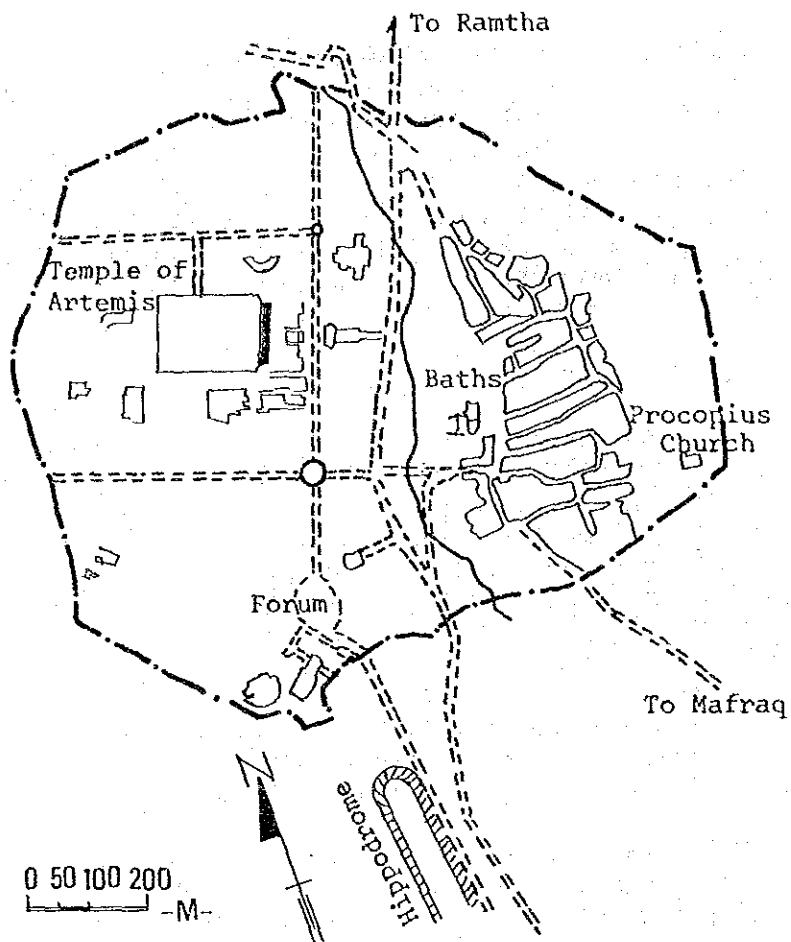 To Ramtha
Temple of
Artemis
Baths
Procopius
Church
Forum
To Mafraq
N
Hippodrome
0 50 100 200
-M-